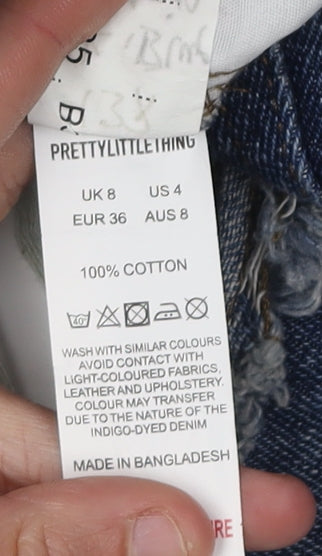 PRETTYLITTLETHING
UK 8 US 4
EUR 36 AUS 8
100% COTTON
40°
WASH WITH SIMILAR COLOURS
AVOID CONTACT WITH
LIGHT-COLOURED FABRICS,
LEATHER AND UPHOLSTERY.
COLOUR MAY TRANSFER
DUE TO THE NATURE OF THE
INDIGO-DYED DENIM
MADE IN BANGLADESH